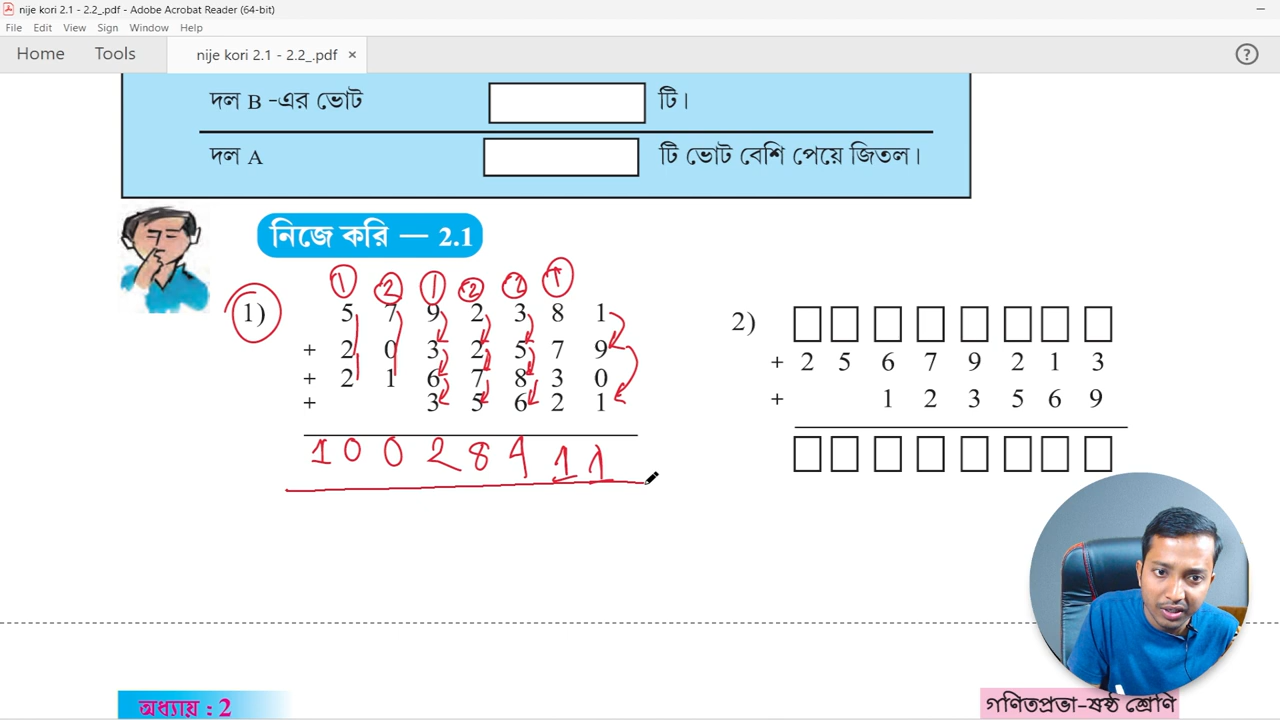 nije kori 2.1 - 2.2_.pdf - Adobe Acrobat Reader (64-bit)
File Edit View Sign Window Help
Home Tools nije kori 2.1 - 2.2_.pdf ×
দল B -এর ভোট টি।
দল A টি ভোট বেশি পেয়ে জিতল।
নিজে করি — 2.1
1 2 1 2 2 1
1) 5 7 9 2 3 8 1
+ 2 0 3 2 5 7 9
+ 2 1 6 7 8 3 0
+ 3 5 6 2 1
1 0 0 2 8 4 1 1
2)
+ 2 5 6 7 9 2 1 3
+ 1 2 3 5 6 9
অধ্যায় : 2
গণিতপ্রভা-ষষ্ঠ শ্রেণি